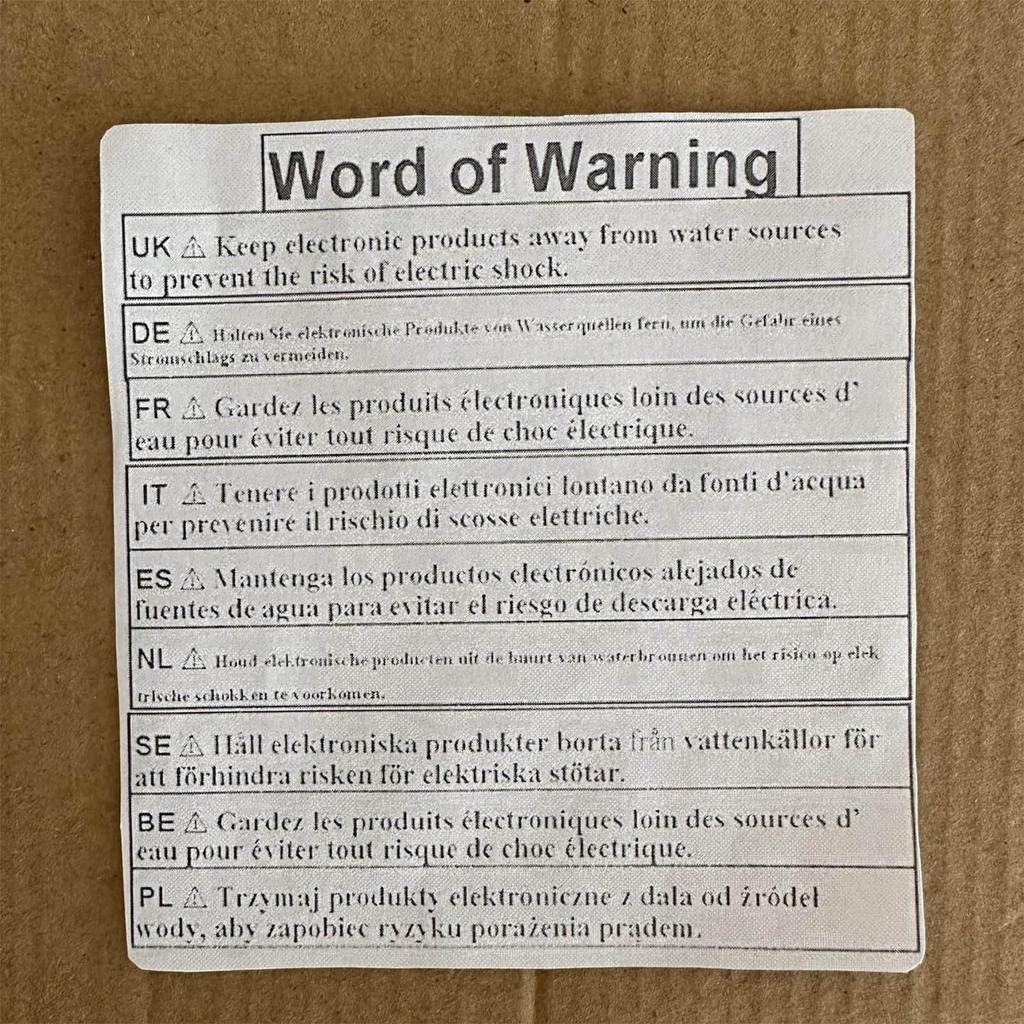 Word of Warning
UK ⚠ Keep electronic products away from water sources
to prevent the risk of electric shock.
DE ⚠ Halten Sie elektronische Produkte von Wasserquellen fern, um die Gefahr eines
Stromschlags zu vermeiden.
FR ⚠ Gardez les produits électroniques loin des sources d'
eau pour éviter tout risque de choc électrique.
IT ⚠ Tenere i prodotti elettronici lontano da fonti d'acqua
per prevenire il rischio di scosse elettriche.
ES ⚠ Mantenga los productos electrónicos alejados de
fuentes de agua para evitar el riesgo de descarga eléctrica.
NL ⚠ Houd elektronische producten uit de buurt van waterbronnen om het risico op elek
trische schokken te voorkomen.
SE ⚠ Håll elektroniska produkter borta från vattenkällor för
att förhindra risken för elektriska stötar.
BE ⚠ Gardez les produits électroniques loin des sources d'
eau pour éviter tout risque de choc électrique.
PL ⚠ Trzymaj produkty elektroniczne z dala od źródeł
wody, aby zapobiec ryzyku porażenia prądem.